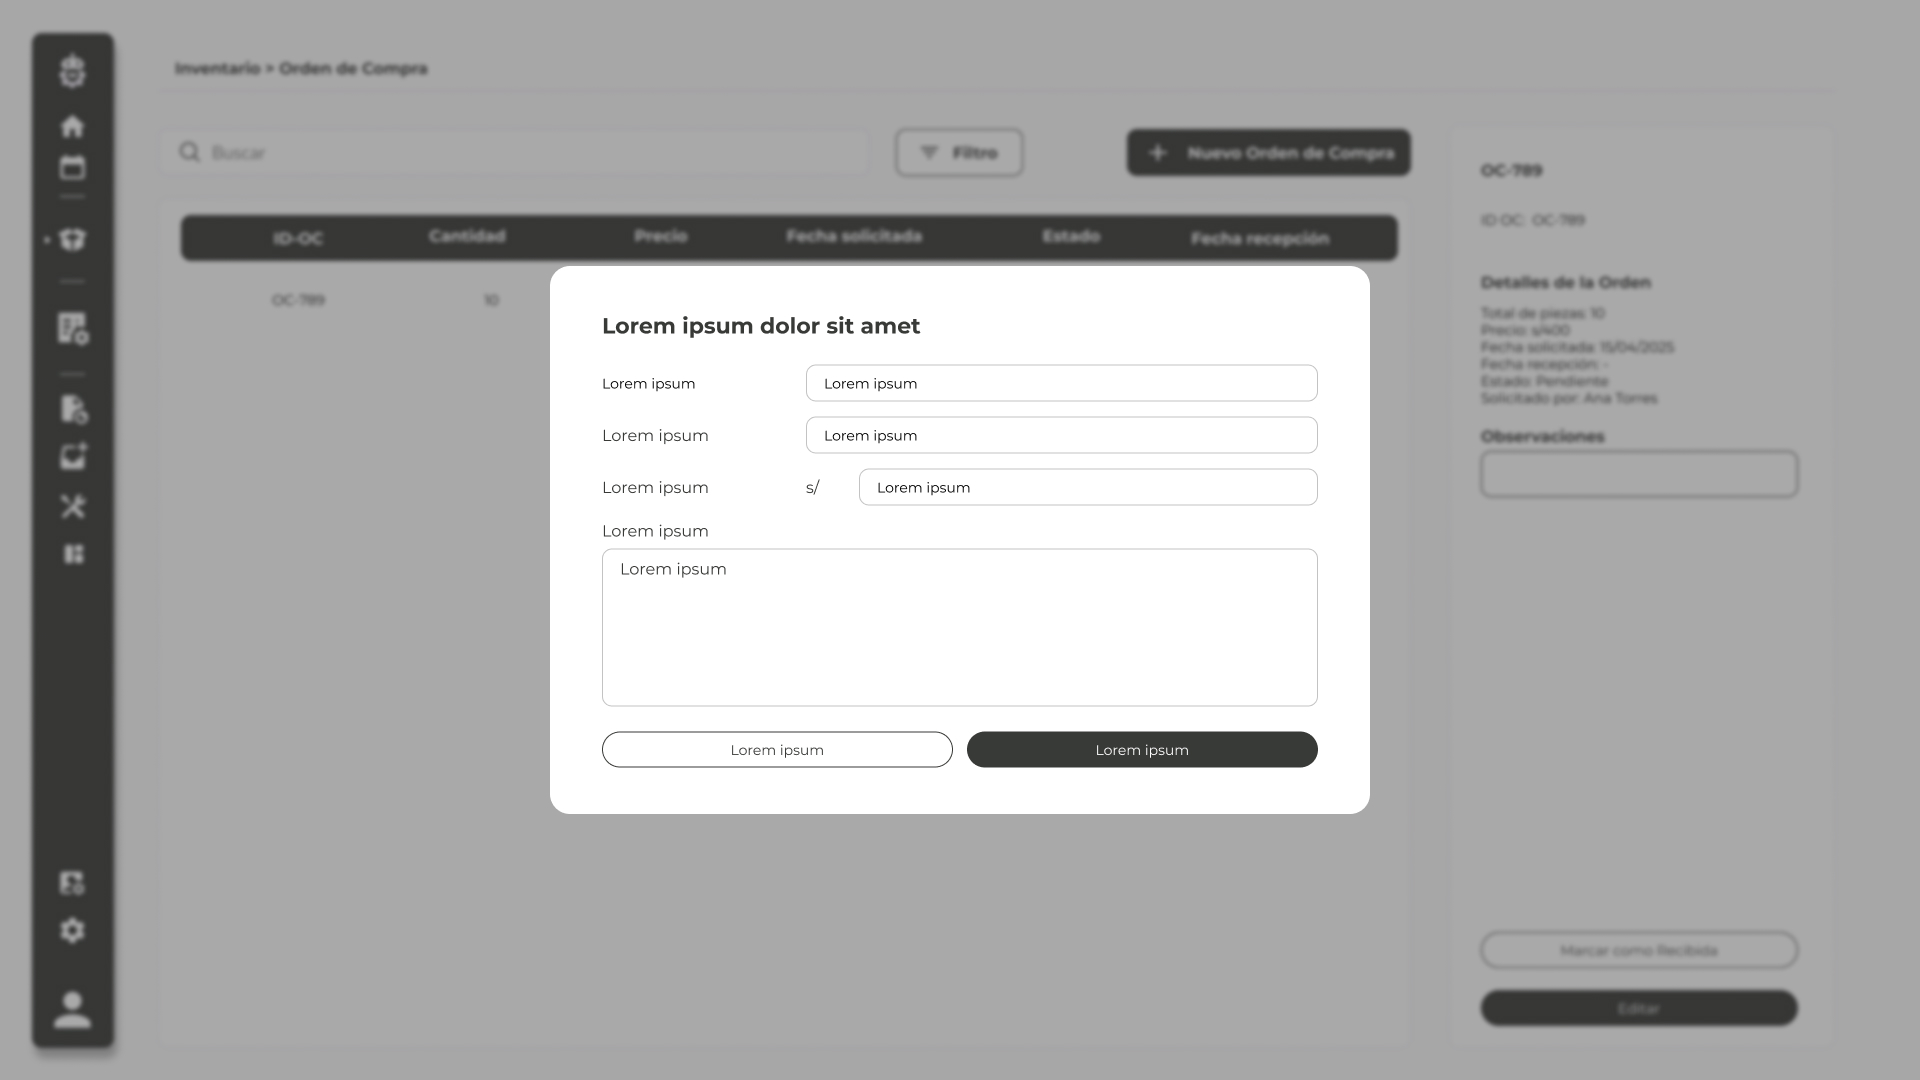 Inventario > Orden de Compra
Buscar
Filtro
Nuevo Orden de Compra
ID-OC Cantidad Precio Fecha solicitada Estado Fecha recepción
OC-789 10
Lorem ipsum dolor sit amet
Lorem ipsum Lorem ipsum
Lorem ipsum Lorem ipsum
Lorem ipsum s/ Lorem ipsum
Lorem ipsum
Lorem ipsum
Lorem ipsum Lorem ipsum
OC-789
ID OC: OC-789
Detalles de la Orden
Total de piezas: 10
Precio: s/400
Fecha solicitada: 15/04/2025
Fecha recepción: -
Estado: Pendiente
Solicitado por: Ana Torres
Observaciones
Marcar como Recibida
Editar